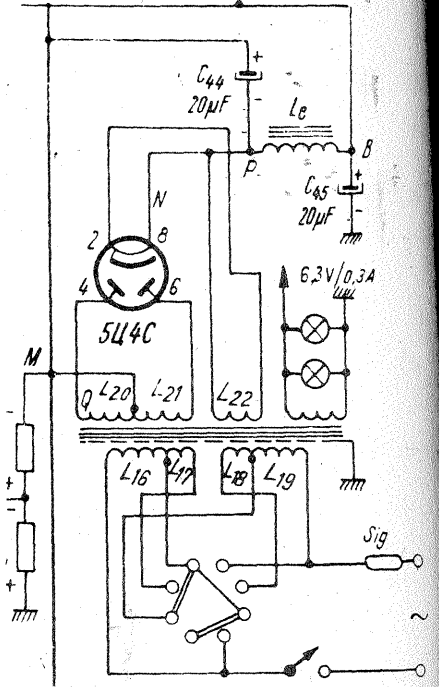 +
C44
20µF
-
Le
P
B
+
C45
20µF
-
N
2
8
4
6
5Ц4С
6,3V/0,3A
M
Q
L20
L21
L22
-
+
-
+
L16
L17
L18
L19
Sig
~